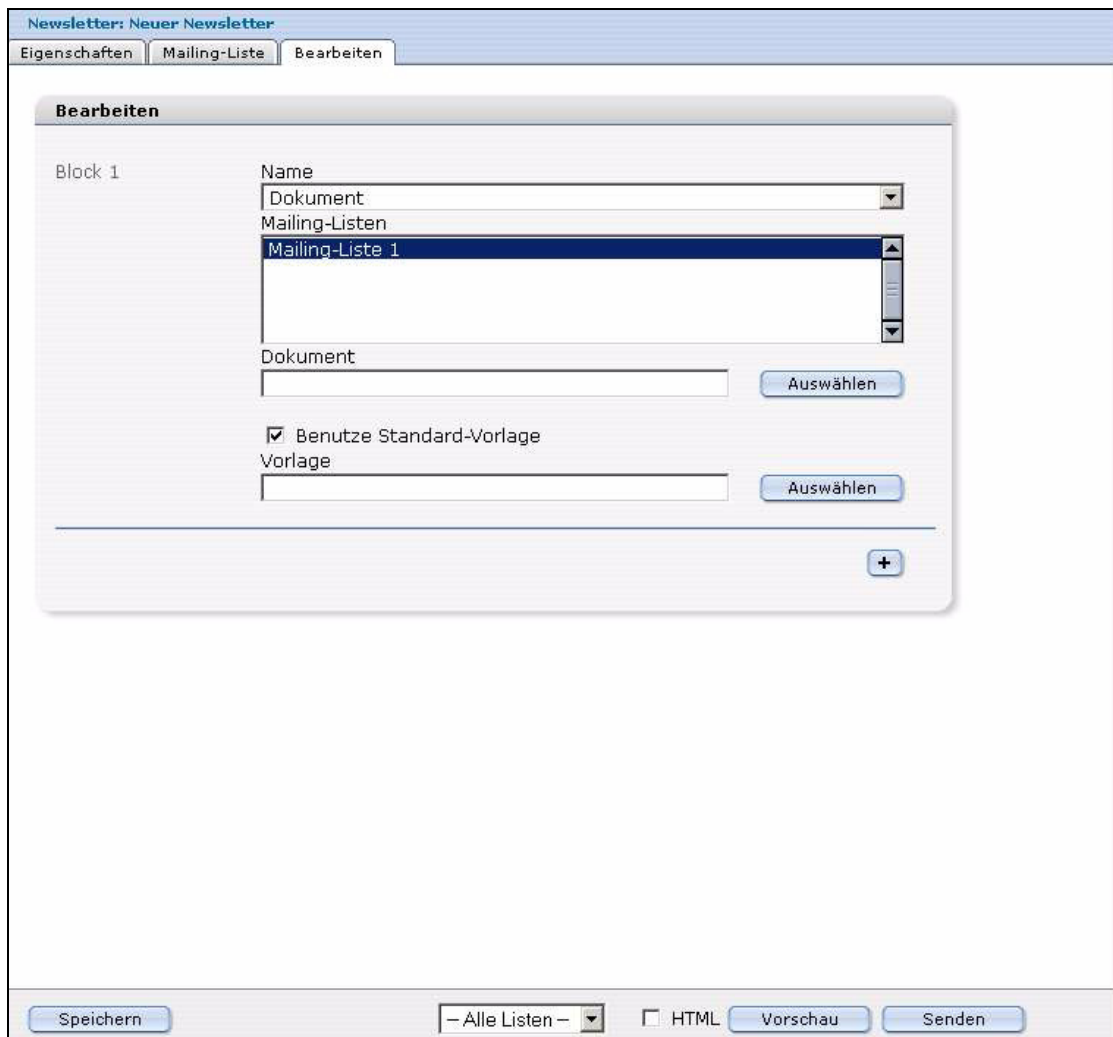 Newsletter: Neuer Newsletter
Eigenschaften Mailing-Liste Bearbeiten
Bearbeiten
Block 1 Name
Dokument
Mailing-Listen
Mailing-Liste 1
Dokument
Auswählen
Benutze Standard-Vorlage
Vorlage
Auswählen
+
Speichern – Alle Listen – HTML Vorschau Senden